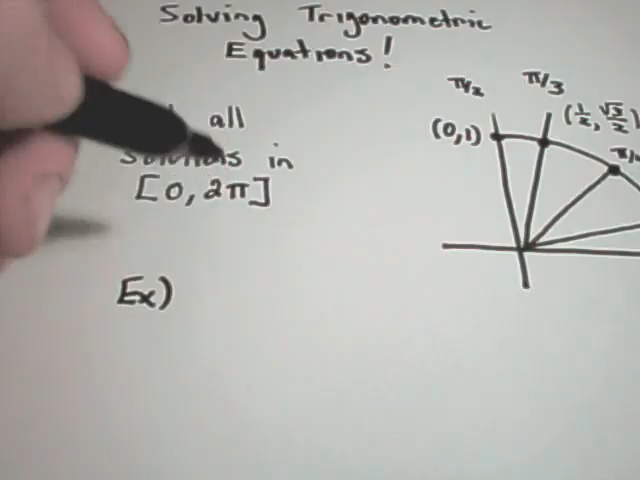 Solving Trigonometric
Equations!
all
solutions in
[0, 2π]
Ex)
π/2
π/3
(0,1)
(1/2, √3/2)